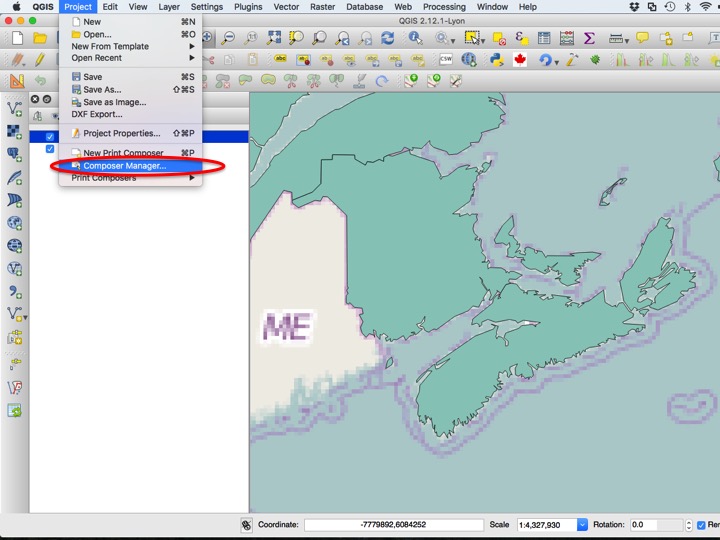 QGIS Project Edit View Layer Settings Plugins Vector Raster Database Web Processing Window Help
QGIS 2.12.1-Lyon
New ⌘N
Open... ⌘O
New From Template
Open Recent
Save ⌘S
Save As... ⇧⌘S
Save as Image...
DXF Export...
Project Properties... ⇧⌘P
New Print Composer ⌘P
Composer Manager...
Print Composers
CSW
ME
Coordinate: -7779892,6084252 Scale 1:4,327,930 Rotation: 0.0